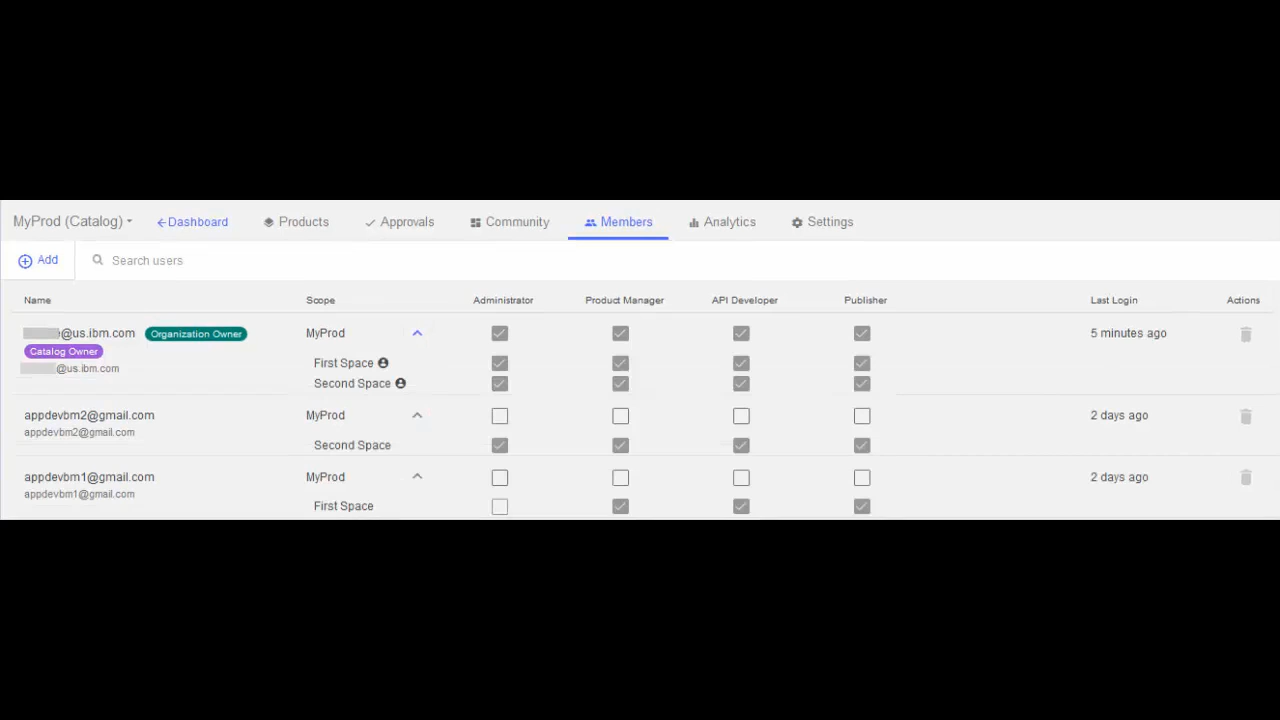 MyProd (Catalog) Dashboard Products Approvals Community Members Analytics Settings
Add Search users
Name Scope Administrator Product Manager API Developer Publisher Last Login Actions
@us.ibm.com Organization Owner MyProd 5 minutes ago
Catalog Owner
@us.ibm.com First Space
Second Space
appdevbm2@gmail.com MyProd 2 days ago
appdevbm2@gmail.com
Second Space
appdevbm1@gmail.com MyProd 2 days ago
appdevbm1@gmail.com
First Space